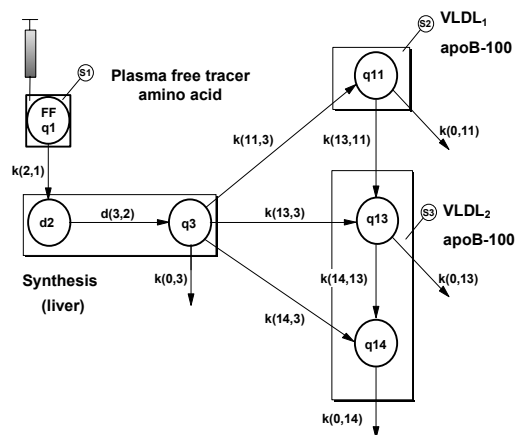 S2
VLDL1
apoB-100
S1
Plasma free tracer
amino acid
q11
FF
q1
k(11,3)
k(13,11)
k(0,11)
k(2,1)
d2
d(3,2)
q3
k(13,3)
q13
S3
VLDL2
apoB-100
Synthesis
(liver)
k(0,3)
k(14,3)
k(14,13)
k(0,13)
q14
k(0,14)